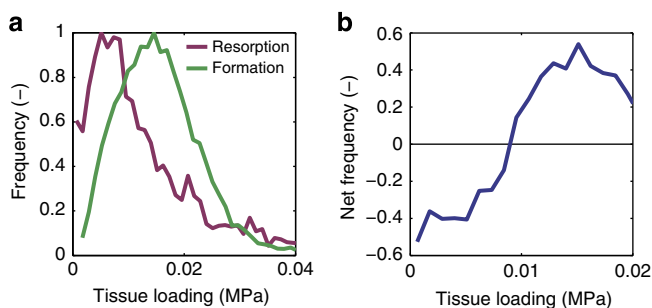 a
1
0.8
0.6
0.4
0.2
0
Frequency (–)
Resorption
Formation
0
0.02
0.04
Tissue loading (MPa)
b
0.6
0.4
0.2
0
−0.2
−0.4
−0.6
Net frequency (–)
0
0.01
0.02
Tissue loading (MPa)